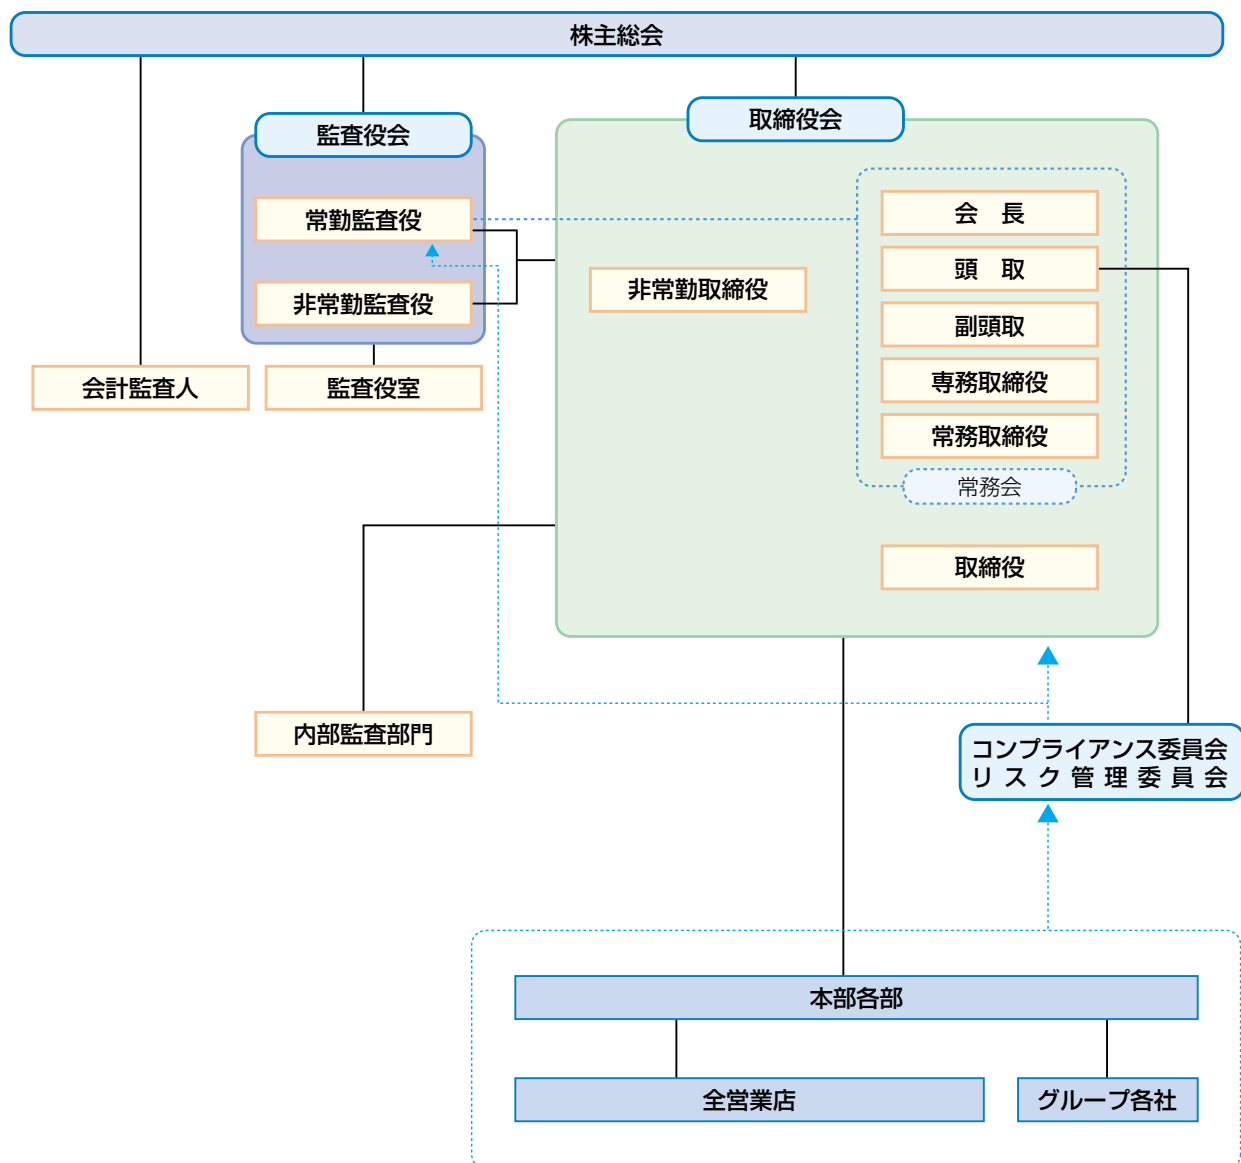 株主総会
監査役会
取締役会
常勤監査役
非常勤監査役
会計監査人
監査役室
非常勤取締役
会　長
頭　取
副頭取
専務取締役
常務取締役
常務会
取締役
内部監査部門
コンプライアンス委員会
リスク管理委員会
本部各部
全営業店
グループ各社